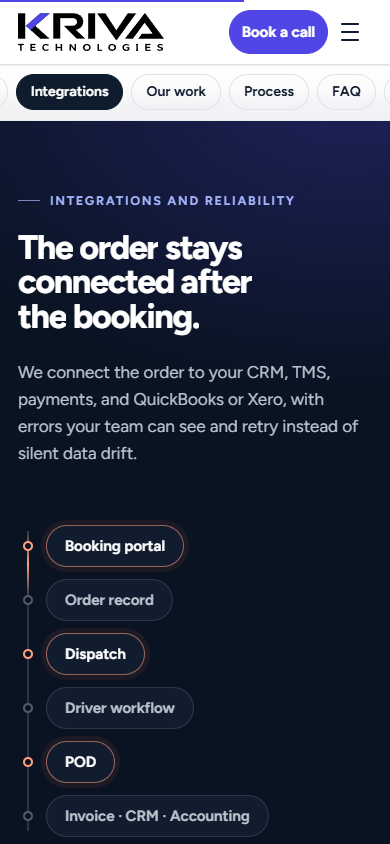 KRIVA
TECHNOLOGIES
Book a call
Integrations
Our work
Process
FAQ
INTEGRATIONS AND RELIABILITY
The order stays
connected after
the booking.
We connect the order to your CRM, TMS,
payments, and QuickBooks or Xero, with
errors your team can see and retry instead of
silent data drift.
Booking portal
Order record
Dispatch
Driver workflow
POD
Invoice · CRM · Accounting